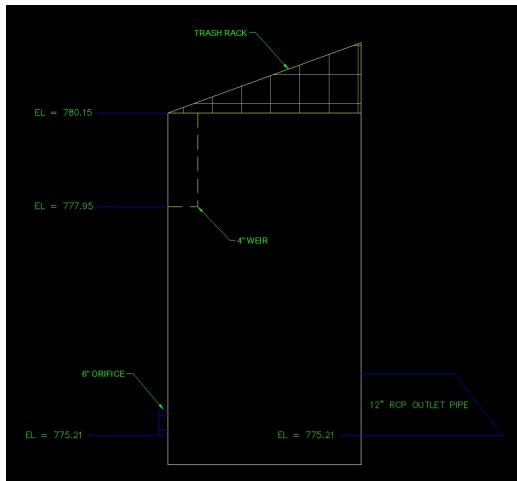 TRASH RACK
EL = 780.15
EL = 777.95
4" WEIR
6" ORIFICE
12" RCP OUTLET PIPE
EL = 775.21
EL = 775.21